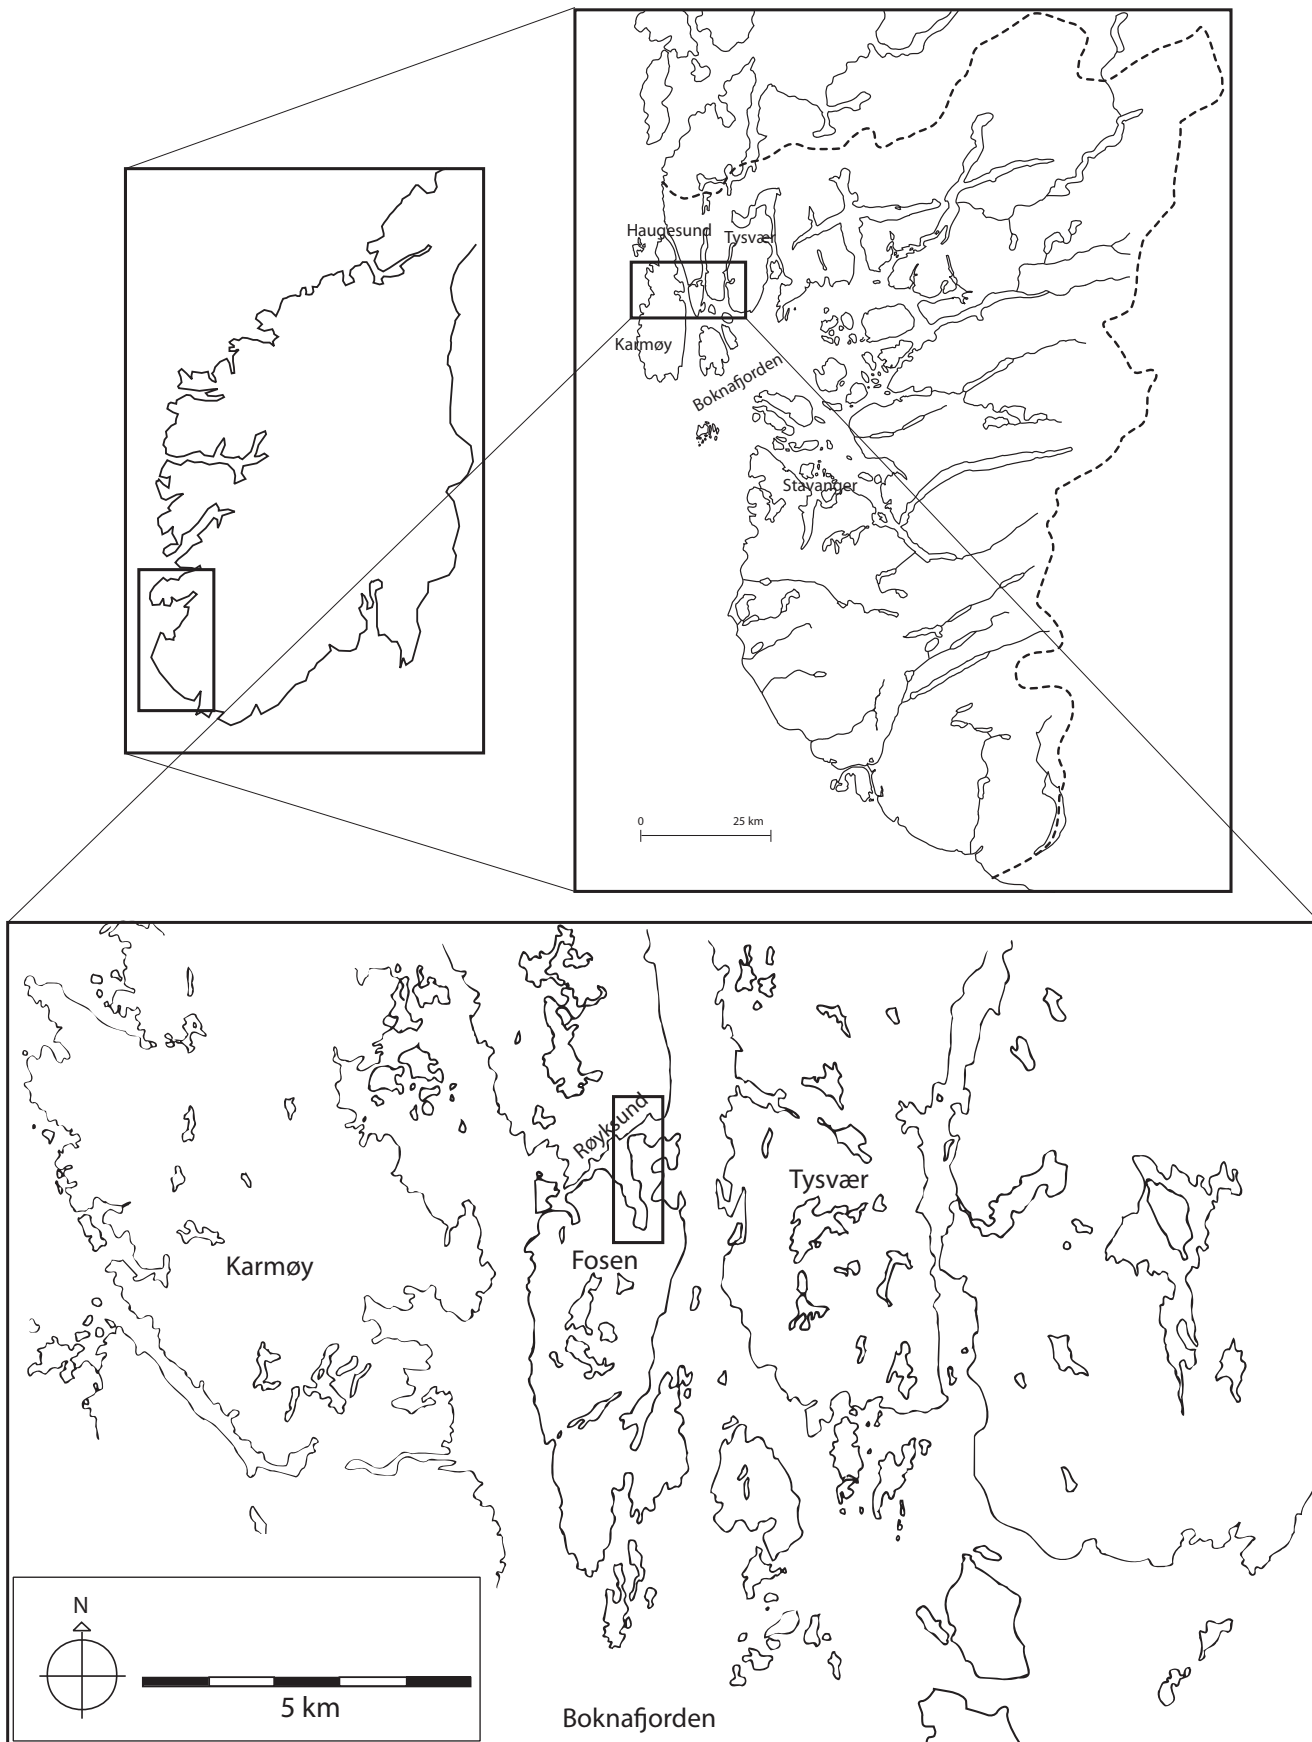 Haugesund
Tysvær
Karmøy
Boknafjorden
Stavanger
0 25 km
Røyksund
Tysvær
Karmøy
Fosen
N
5 km
Boknafjorden